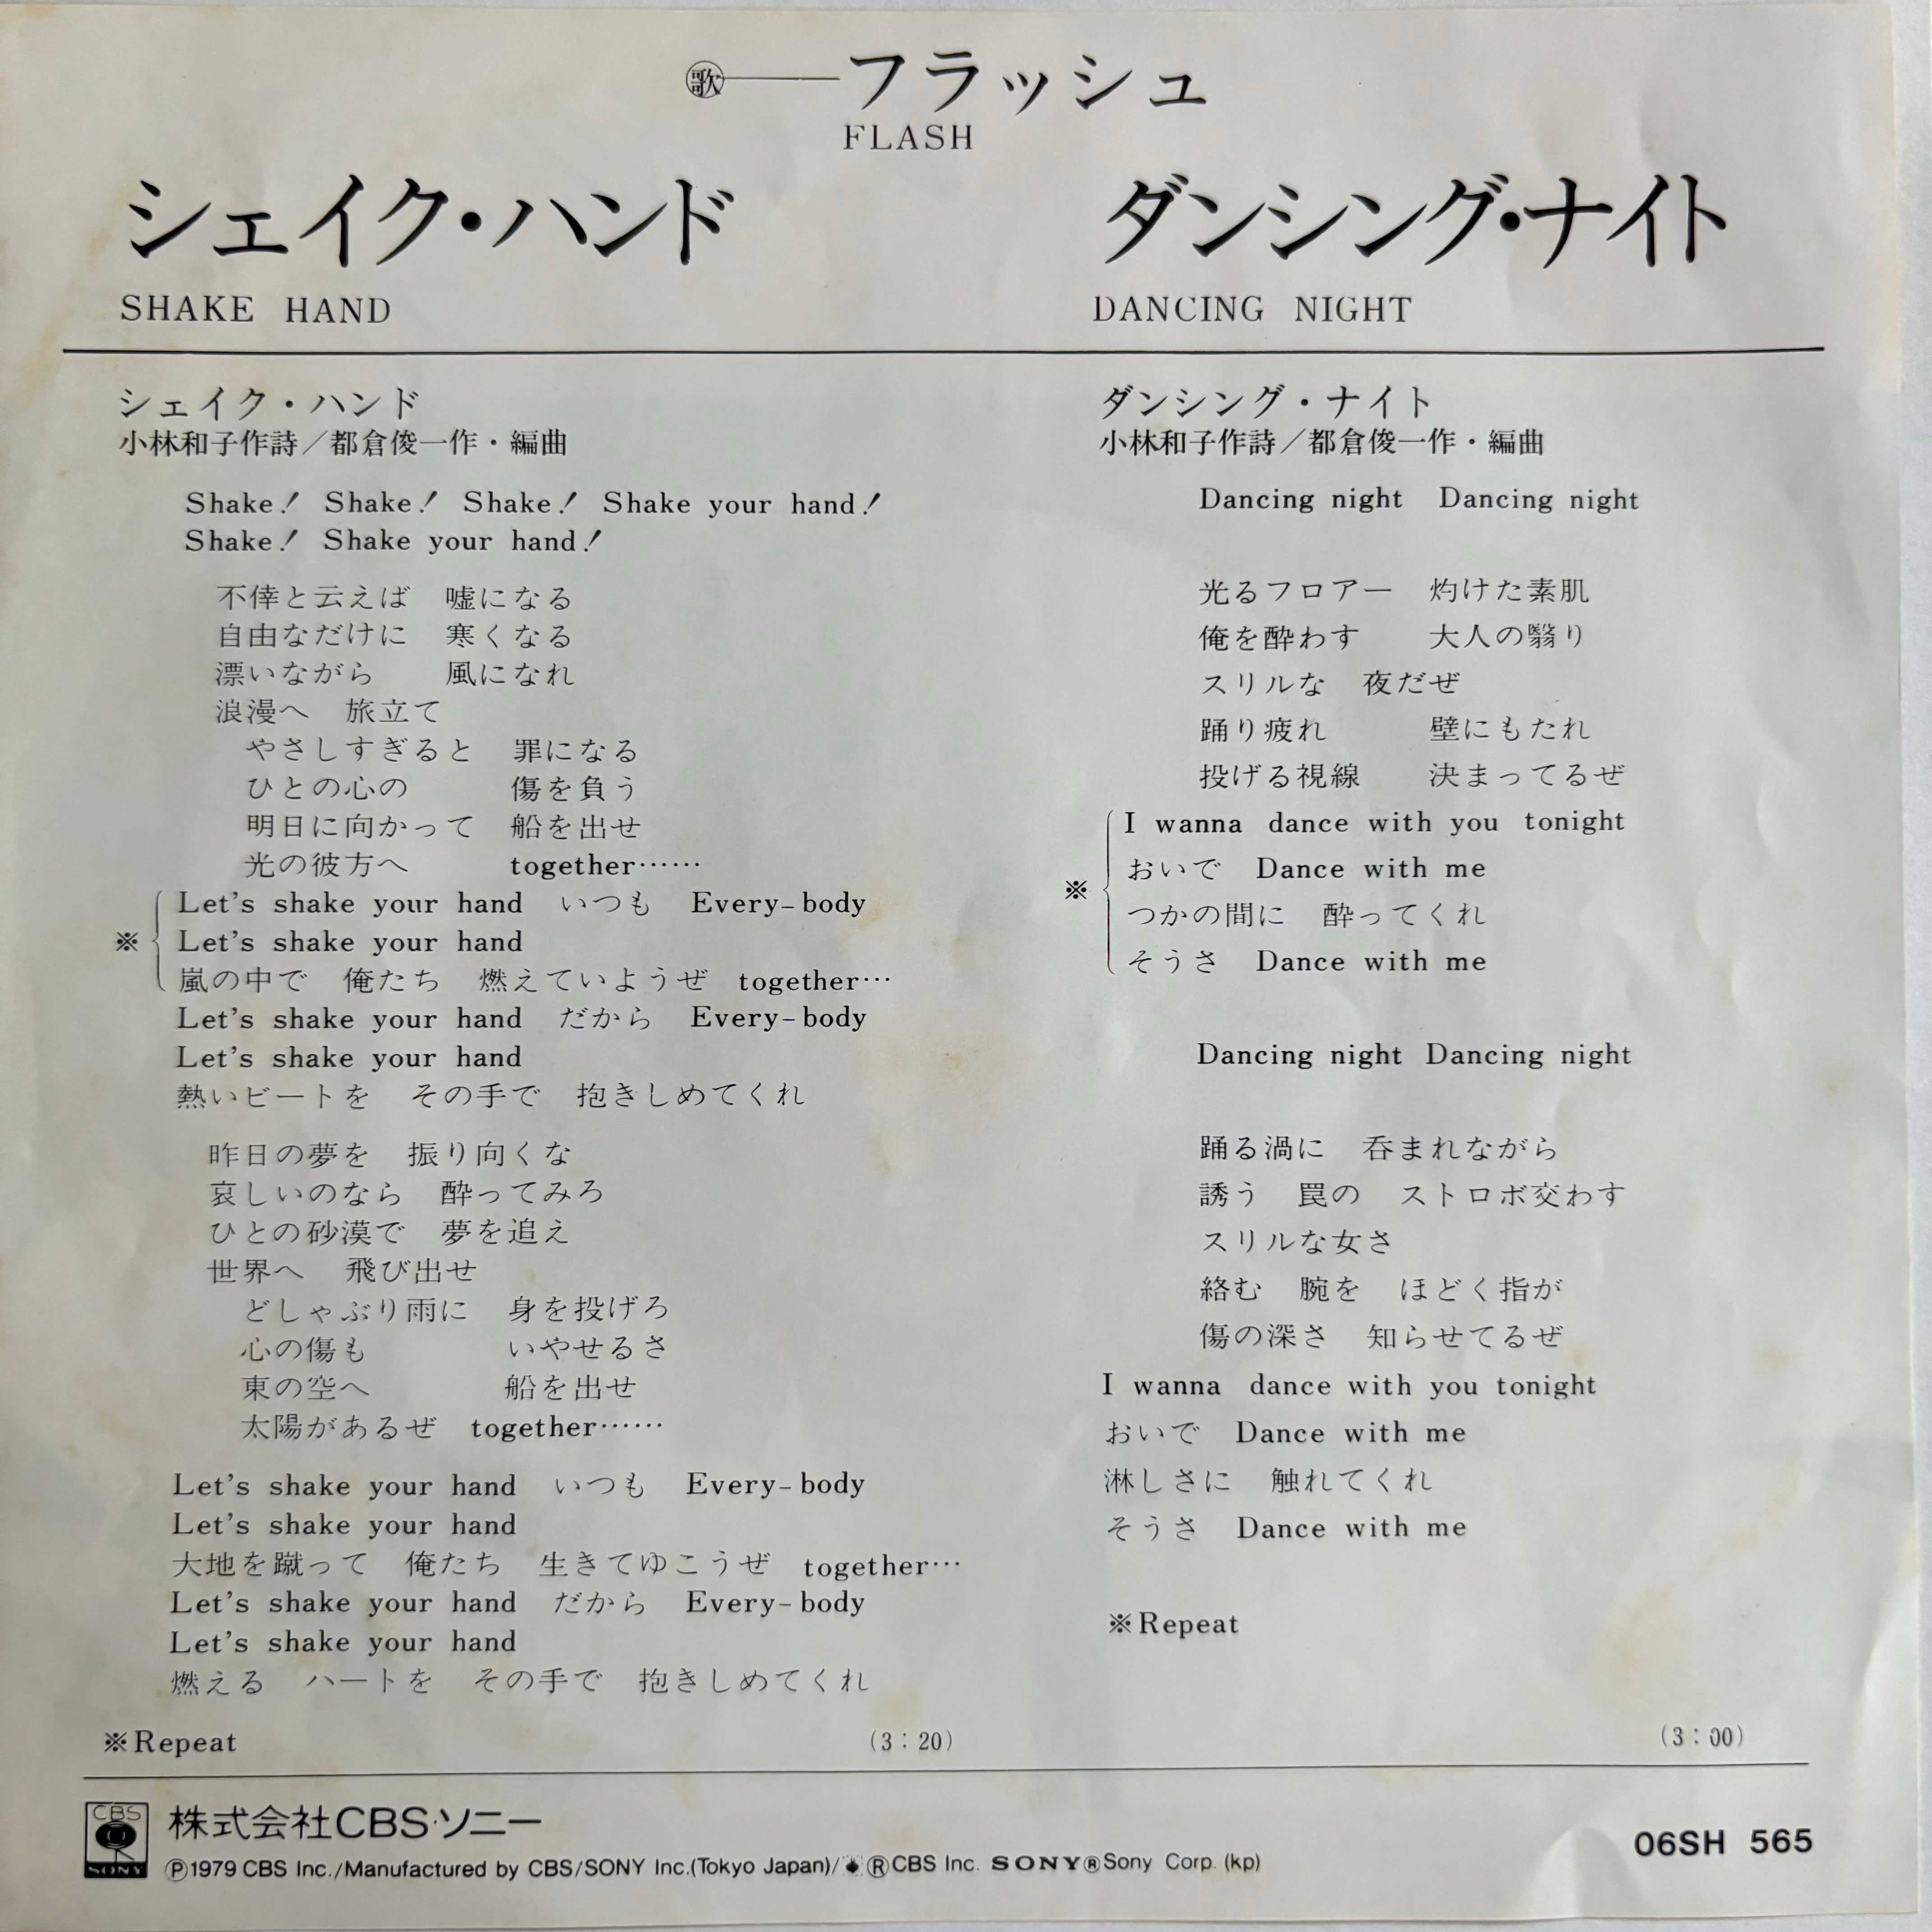 歌 フラッシュ
FLASH
シェイク・ハンド
SHAKE HAND
シェイク・ハンド
小林和子作詩／都倉俊一作・編曲
Shake! Shake! Shake! Shake your hand!
Shake! Shake your hand!
不倖と云えば 嘘になる
自由なだけに 寒くなる
漂いながら 風になれ
浪漫へ 旅立て
やさしすぎると 罪になる
ひとの心の 傷を負う
明日に向かって 船を出せ
光の彼方へ together……
Let's shake your hand いつも Every-body
※ Let's shake your hand
嵐の中で 俺たち 燃えていようぜ together…
Let's shake your hand だから Every-body
Let's shake your hand
熱いビートを その手で 抱きしめてくれ
昨日の夢を 振り向くな
哀しいのなら 酔ってみろ
ひとの砂漠で 夢を追え
世界へ 飛び出せ
どしゃぶり雨に 身を投げろ
心の傷も いやせるさ
東の空へ 船を出せ
太陽があるぜ together……
Let's shake your hand いつも Every-body
Let's shake your hand
大地を蹴って 俺たち 生きてゆこうぜ together…
Let's shake your hand だから Every-body
Let's shake your hand
燃える ハートを その手で 抱きしめてくれ
※Repeat
(3：20)
ダンシング・ナイト
DANCING NIGHT
ダンシング・ナイト
小林和子作詩／都倉俊一作・編曲
Dancing night Dancing night
光るフロアー 灼けた素肌
俺を酔わす 大人の翳り
スリルな 夜だぜ
踊り疲れ 壁にもたれ
投げる視線 決まってるぜ
I wanna dance with you tonight
おいで Dance with me
※
つかの間に 酔ってくれ
そうさ Dance with me
Dancing night Dancing night
踊る渦に 呑まれながら
誘う 罠の ストロボ交わす
スリルな女さ
絡む 腕を ほどく指が
傷の深さ 知らせてるぜ
I wanna dance with you tonight
おいで Dance with me
淋しさに 触れてくれ
そうさ Dance with me
※Repeat
(3：00)
CBS
SONY
株式会社CBS・ソニー
Ⓟ1979 CBS Inc./Manufactured by CBS/SONY Inc.(Tokyo Japan)/ ®CBS Inc. SONY®Sony Corp. (kp)
06SH 565